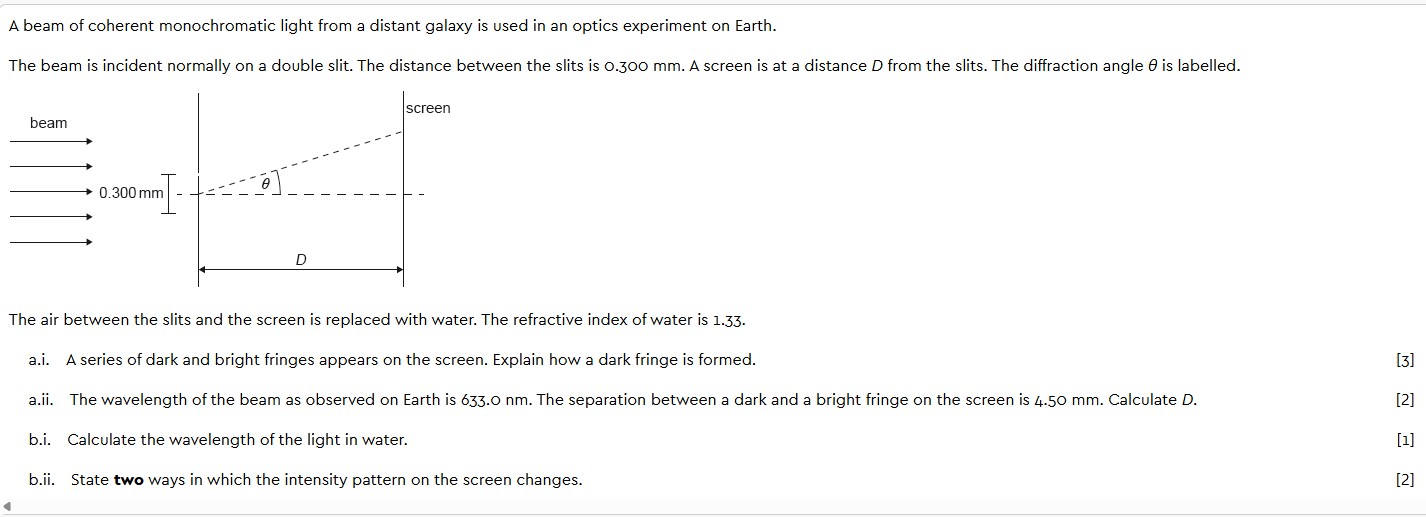 A beam of coherent monochromatic light from a distant galaxy is used in an optics experiment on Earth.
The beam is incident normally on a double slit. The distance between the slits is 0.300 mm. A screen is at a distance D from the slits. The diffraction angle θ is labelled.
screen
beam
θ
0.300 mm
D
The air between the slits and the screen is replaced with water. The refractive index of water is 1.33.
a.i. A series of dark and bright fringes appears on the screen. Explain how a dark fringe is formed. [3]
a.ii. The wavelength of the beam as observed on Earth is 633.0 nm. The separation between a dark and a bright fringe on the screen is 4.50 mm. Calculate D. [2]
b.i. Calculate the wavelength of the light in water. [1]
b.ii. State two ways in which the intensity pattern on the screen changes. [2]